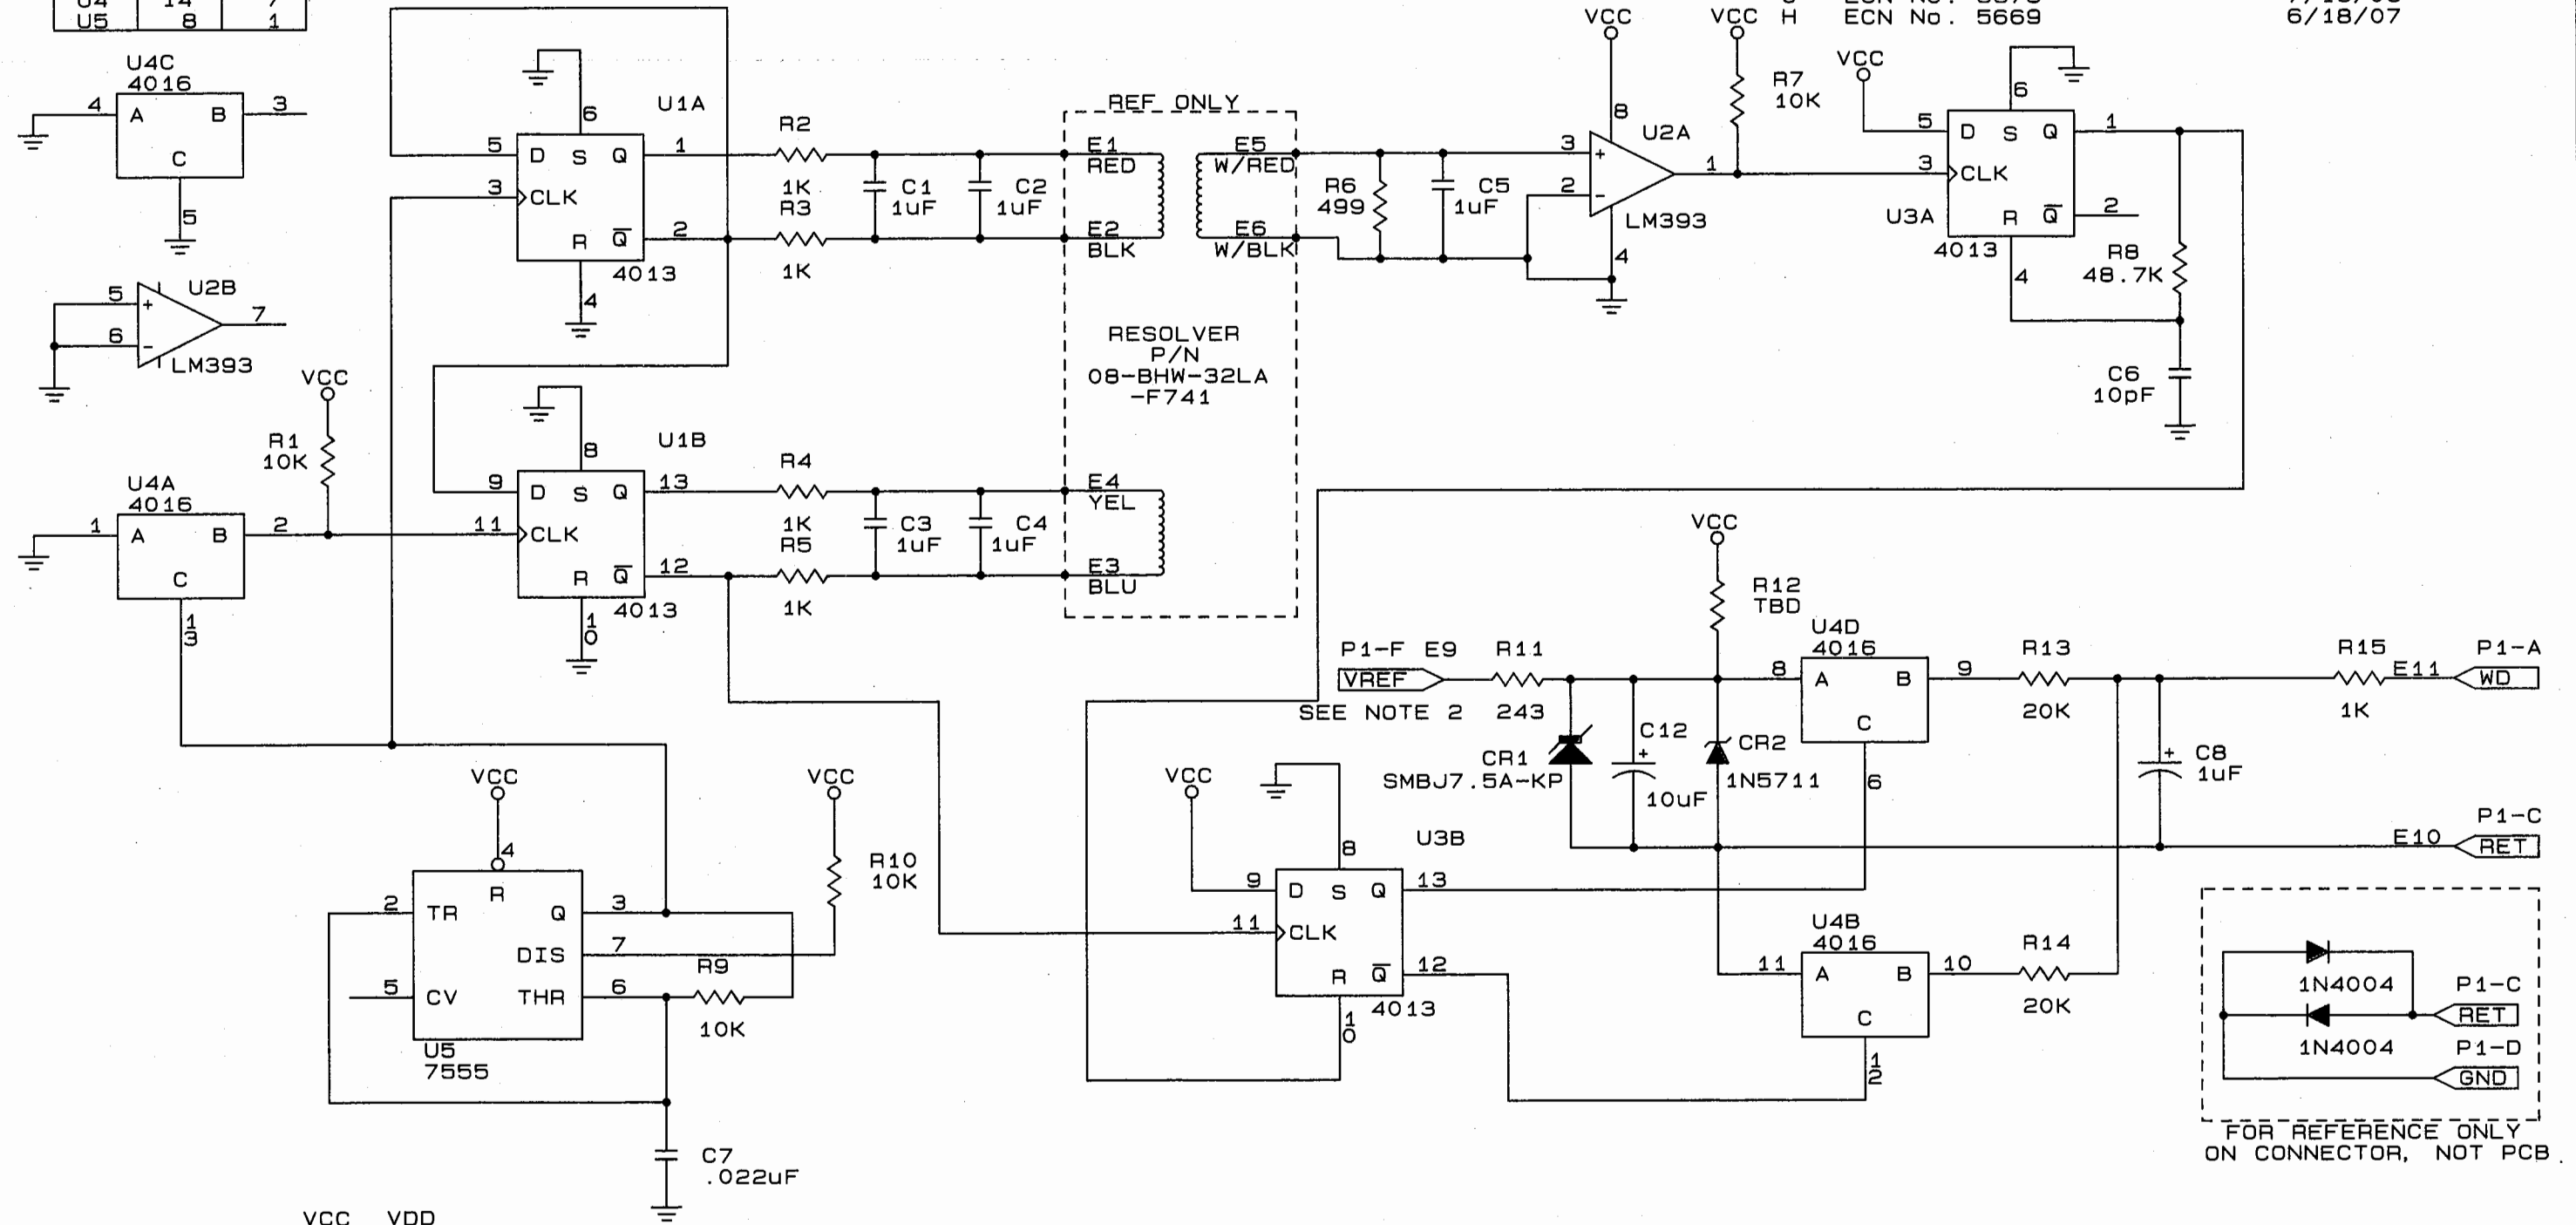 U4 14 7
U5 8 1
H ECN No. 5669 6/18/07
U4C
4016
4
A
B
3
C
5
U2B
5
+
6
-
7
LM393
VCC
R1
10K
U4A
4016
1
A
B
2
C
13
U1A
6
5
D S Q
1
3
CLK
R Q
2
4013
4
R2
1K
R3
1K
C1
1uF
C2
1uF
REF ONLY
E1
RED
E2
BLK
E5
W/RED
E6
W/BLK
RESOLVER
P/N
08-BHW-32LA
-F741
E4
YEL
E3
BLU
U1B
8
9
D S Q
13
11
CLK
R Q
12
4013
10
R4
1K
R5
1K
C3
1uF
C4
1uF
R6
499
C5
1uF
VCC
8
U2A
3
+
2
-
1
LM393
4
VCC
R7
10K
VCC
6
5
D S Q
1
3
CLK
U3A
R Q
2
4013
4
R8
48.7K
C6
10pF
VCC
R12
TBD
P1-F E9
VREF
SEE NOTE 2
R11
243
CR1
SMBJ7.5A-KP
C12
+
10uF
CR2
1N5711
U4D
4016
8
A
B
9
C
6
R13
20K
R15
1K
P1-A
E11
WD
+
C8
1uF
P1-C
E10
RET
VCC
U3B
8
9
D S Q
13
11
CLK
R Q
12
4013
10
U4B
4016
11
A
B
10
C
12
R14
20K
1N4004
P1-C
RET
1N4004
P1-D
GND
FOR REFERENCE ONLY
ON CONNECTOR, NOT PCB.
VCC
4
R
2
TR
Q
3
DIS
7
5
CV
THR
6
U5
7555
R9
10K
VCC
R10
10K
C7
.022uF
VCC VDD